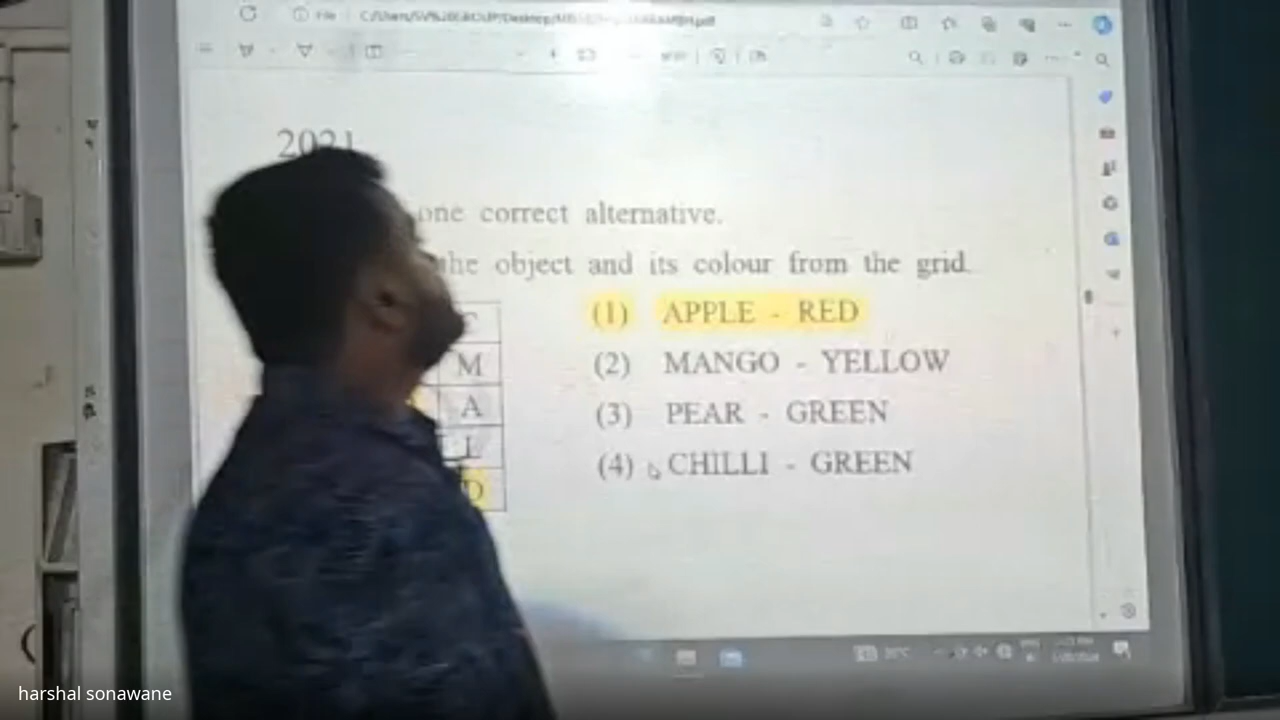 File
2021
one correct alternative.
the object and its colour from the grid.
(1) APPLE - RED
M
(2) MANGO - YELLOW
A
(3) PEAR - GREEN
L
(4) CHILLI - GREEN
D
harshal sonawane